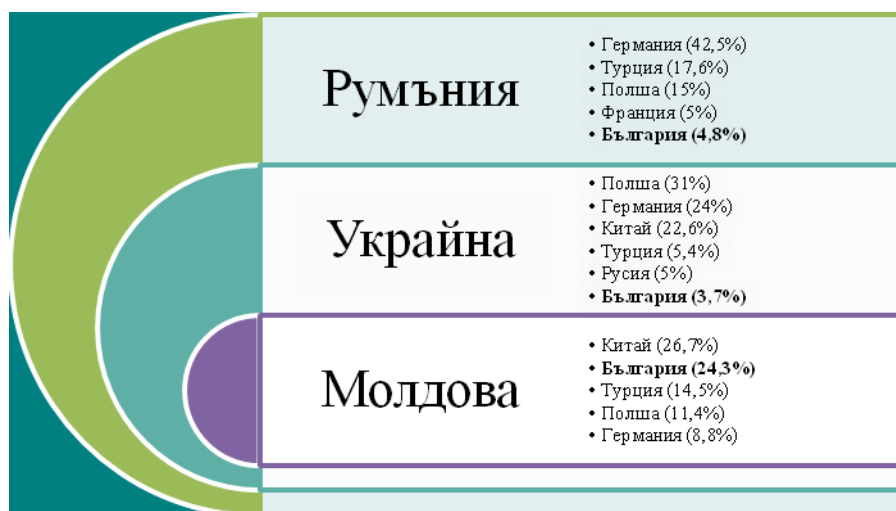 Румъния
• Германия (42,5%)
• Турция (17,6%)
• Полша (15%)
• Франция (5%)
• България (4,8%)
Украйна
• Полша (31%)
• Германия (24%)
• Китай (22,6%)
• Турция (5,4%)
• Русия (5%)
• България (3,7%)
Молдова
• Китай (26,7%)
• България (24,3%)
• Турция (14,5%)
• Полша (11,4%)
• Германия (8,8%)